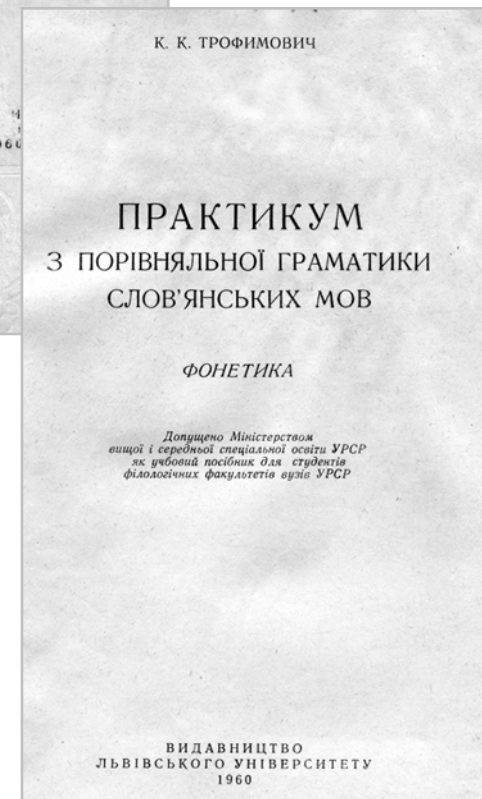 К. К. ТРОФИМОВИЧ
ПРАКТИКУМ
З ПОРІВНЯЛЬНОЇ ГРАМАТИКИ
СЛОВ'ЯНСЬКИХ МОВ
ФОНЕТИКА
Допущено Міністерством
вищої і середньої спеціальної освіти УРСР
як учбовий посібник для студентів
філологічних факультетів вузів УРСР
ВИДАВНИЦТВО
ЛЬВІВСЬКОГО УНІВЕРСИТЕТУ
1960